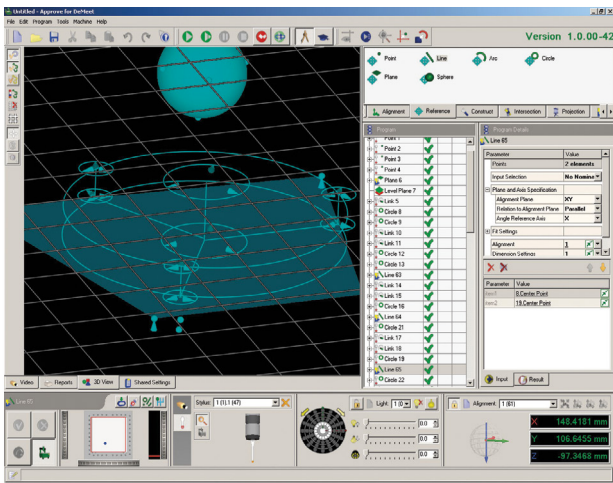 Untitled - Approve for DeMeet
File Edit Program Tools Machine Help
Version 1.0.00-42
Point Line Arc Circle
Plane Sphere
Alignment Reference Construct Intersection Projection
Program
Point 1
Point 2
Point 3
Point 4
Plane 6
Level Plane 7
Link 5
Circle 8
Circle 9
Link 10
Link 11
Circle 12
Circle 13
Line 63
Link 14
Link 15
Circle 16
Line 64
Circle 21
Link 17
Link 18
Circle 19
Line 65
Circle 22
Program Details
Line 65
Parameter Value
Points 2 elements
Input Selection No Nomine
Plane and Axis Specification
Alignment Plane XY
Relation to Alignment Plane Parallel
Angle Reference Axis X
Fit Settings
Alignment 1
Dimension Settings 1
Parameter Value
Item1 8.Center Point
Item2 19.Center Point
Input Result
Video Reports 3D View Shared Settings
Line 65
Stylus: 1 (1),1 (47)
Light: 1 (0
0.0
0.0
0.0
Alignment: 1 (61)
X 148.4181 mm
Y 106.6455 mm
Z -97.3468 mm